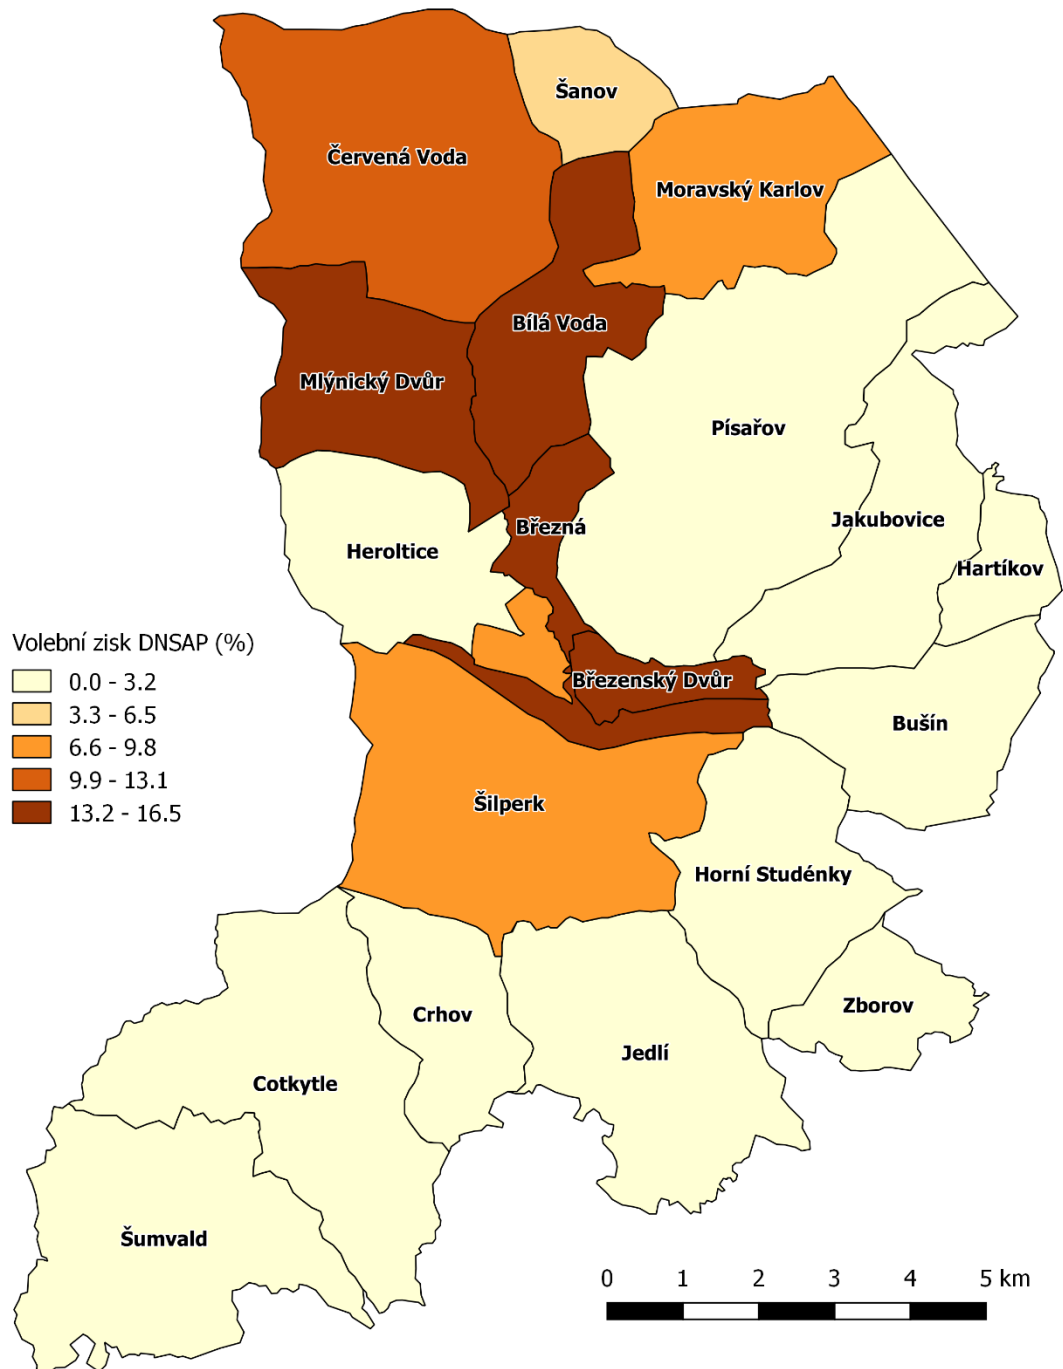 Šanov
Červená Voda
Moravský Karlov
Bílá Voda
Mlýnický Dvůr
Písařov
Březná
Jakubovice
Heroltice
Hartíkov
Volební zisk DNSAP (%)
0.0 - 3.2
3.3 - 6.5
6.6 - 9.8
9.9 - 13.1
13.2 - 16.5
Březenský Dvůr
Bušín
Šilperk
Horní Studénky
Zborov
Crhov
Jedlí
Cotkytle
Šumvald
0 1 2 3 4 5 km